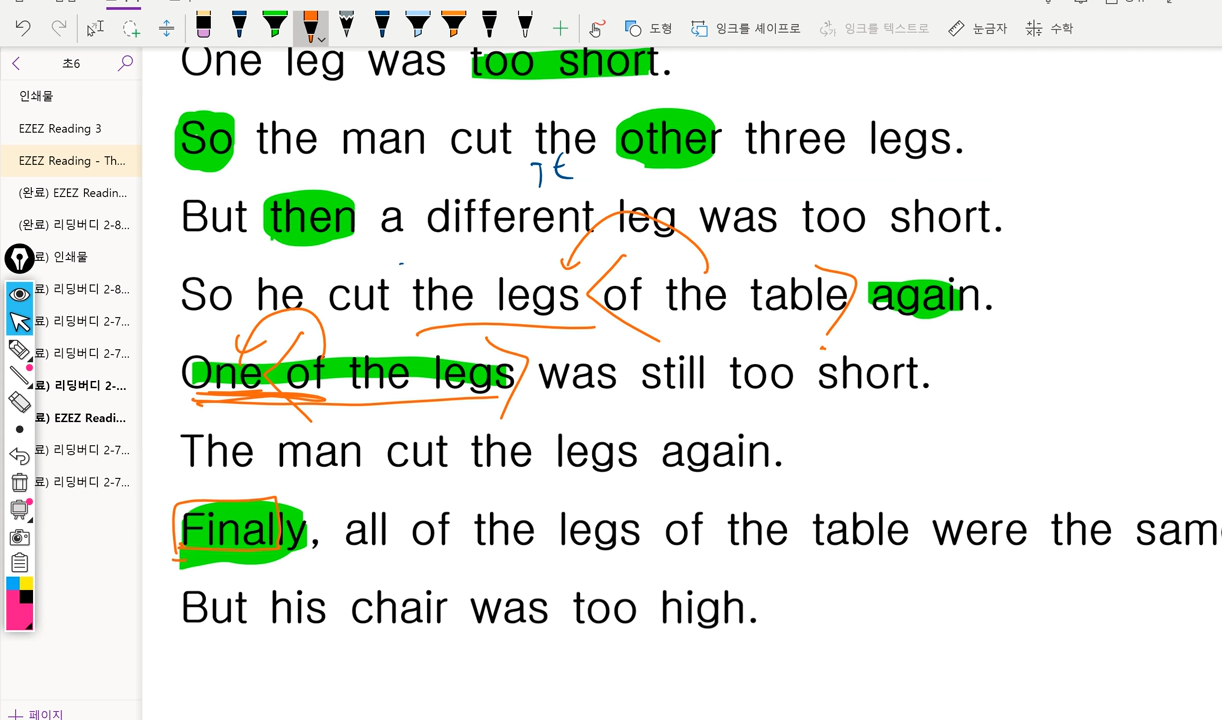 도형
잉크를 셰이프로
잉크를 텍스트로
눈금자
수학
초6
인쇄물
EZEZ Reading 3
EZEZ Reading - Th...
(완료) EZEZ Readin...
(완료) 리딩버디 2-8...
료) 인쇄물
료) 리딩버디 2-8...
료) 리딩버디 2-7...
료) 리딩버디 2-7...
료) 리딩버디 2-...
료) EZEZ Readi...
료) 리딩버디 2-7...
료) 리딩버디 2-7...
페이지
One leg was too short.
So the man cut the other three legs.
But then a different leg was too short.
So he cut the legs of the table again.
One of the legs was still too short.
The man cut the legs again.
Finally, all of the legs of the table were the sam
But his chair was too high.